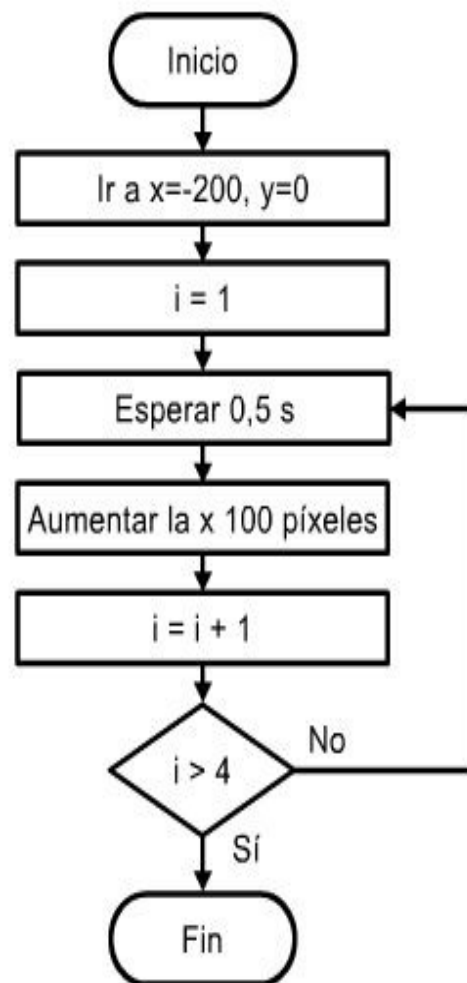 Inicio
Ir a x=-200, y=0
i = 1
Esperar 0,5 s
Aumentar la x 100 píxeles
i = i + 1
i > 4
No
Sí
Fin